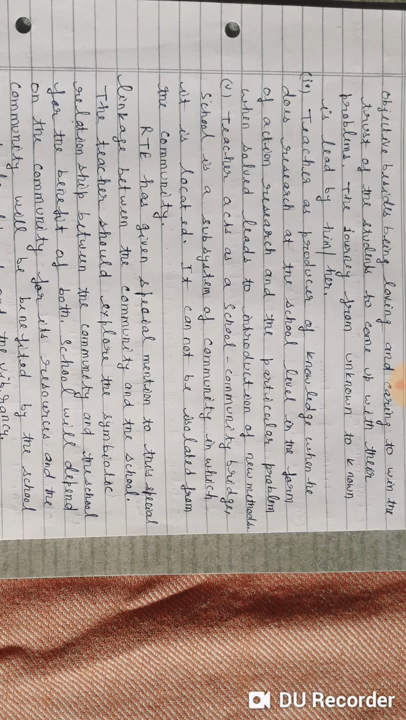 objective besides being loving and caring to win the
trust of the students to come up with their
problems. The journey from unknown to known
is lead by him/her.
(iv) Teacher as producer of knowledge when he
does research at the school level in the form
of action research and the particular problem
when solved leads to introduction of new methods.
(v) Teacher acts as a School-community bridge,
School is a subsystem of community in which
it is located. It can not be isolated from
the community.
RTE has given special mention to this special
linkage between the community and the school.
The teacher should explore the symbiotic
relationship between the community and the school
for the benefit of both. School will depend
on the community for its resources and the
community will be benefited by the school
and the vibrancy
DU Recorder